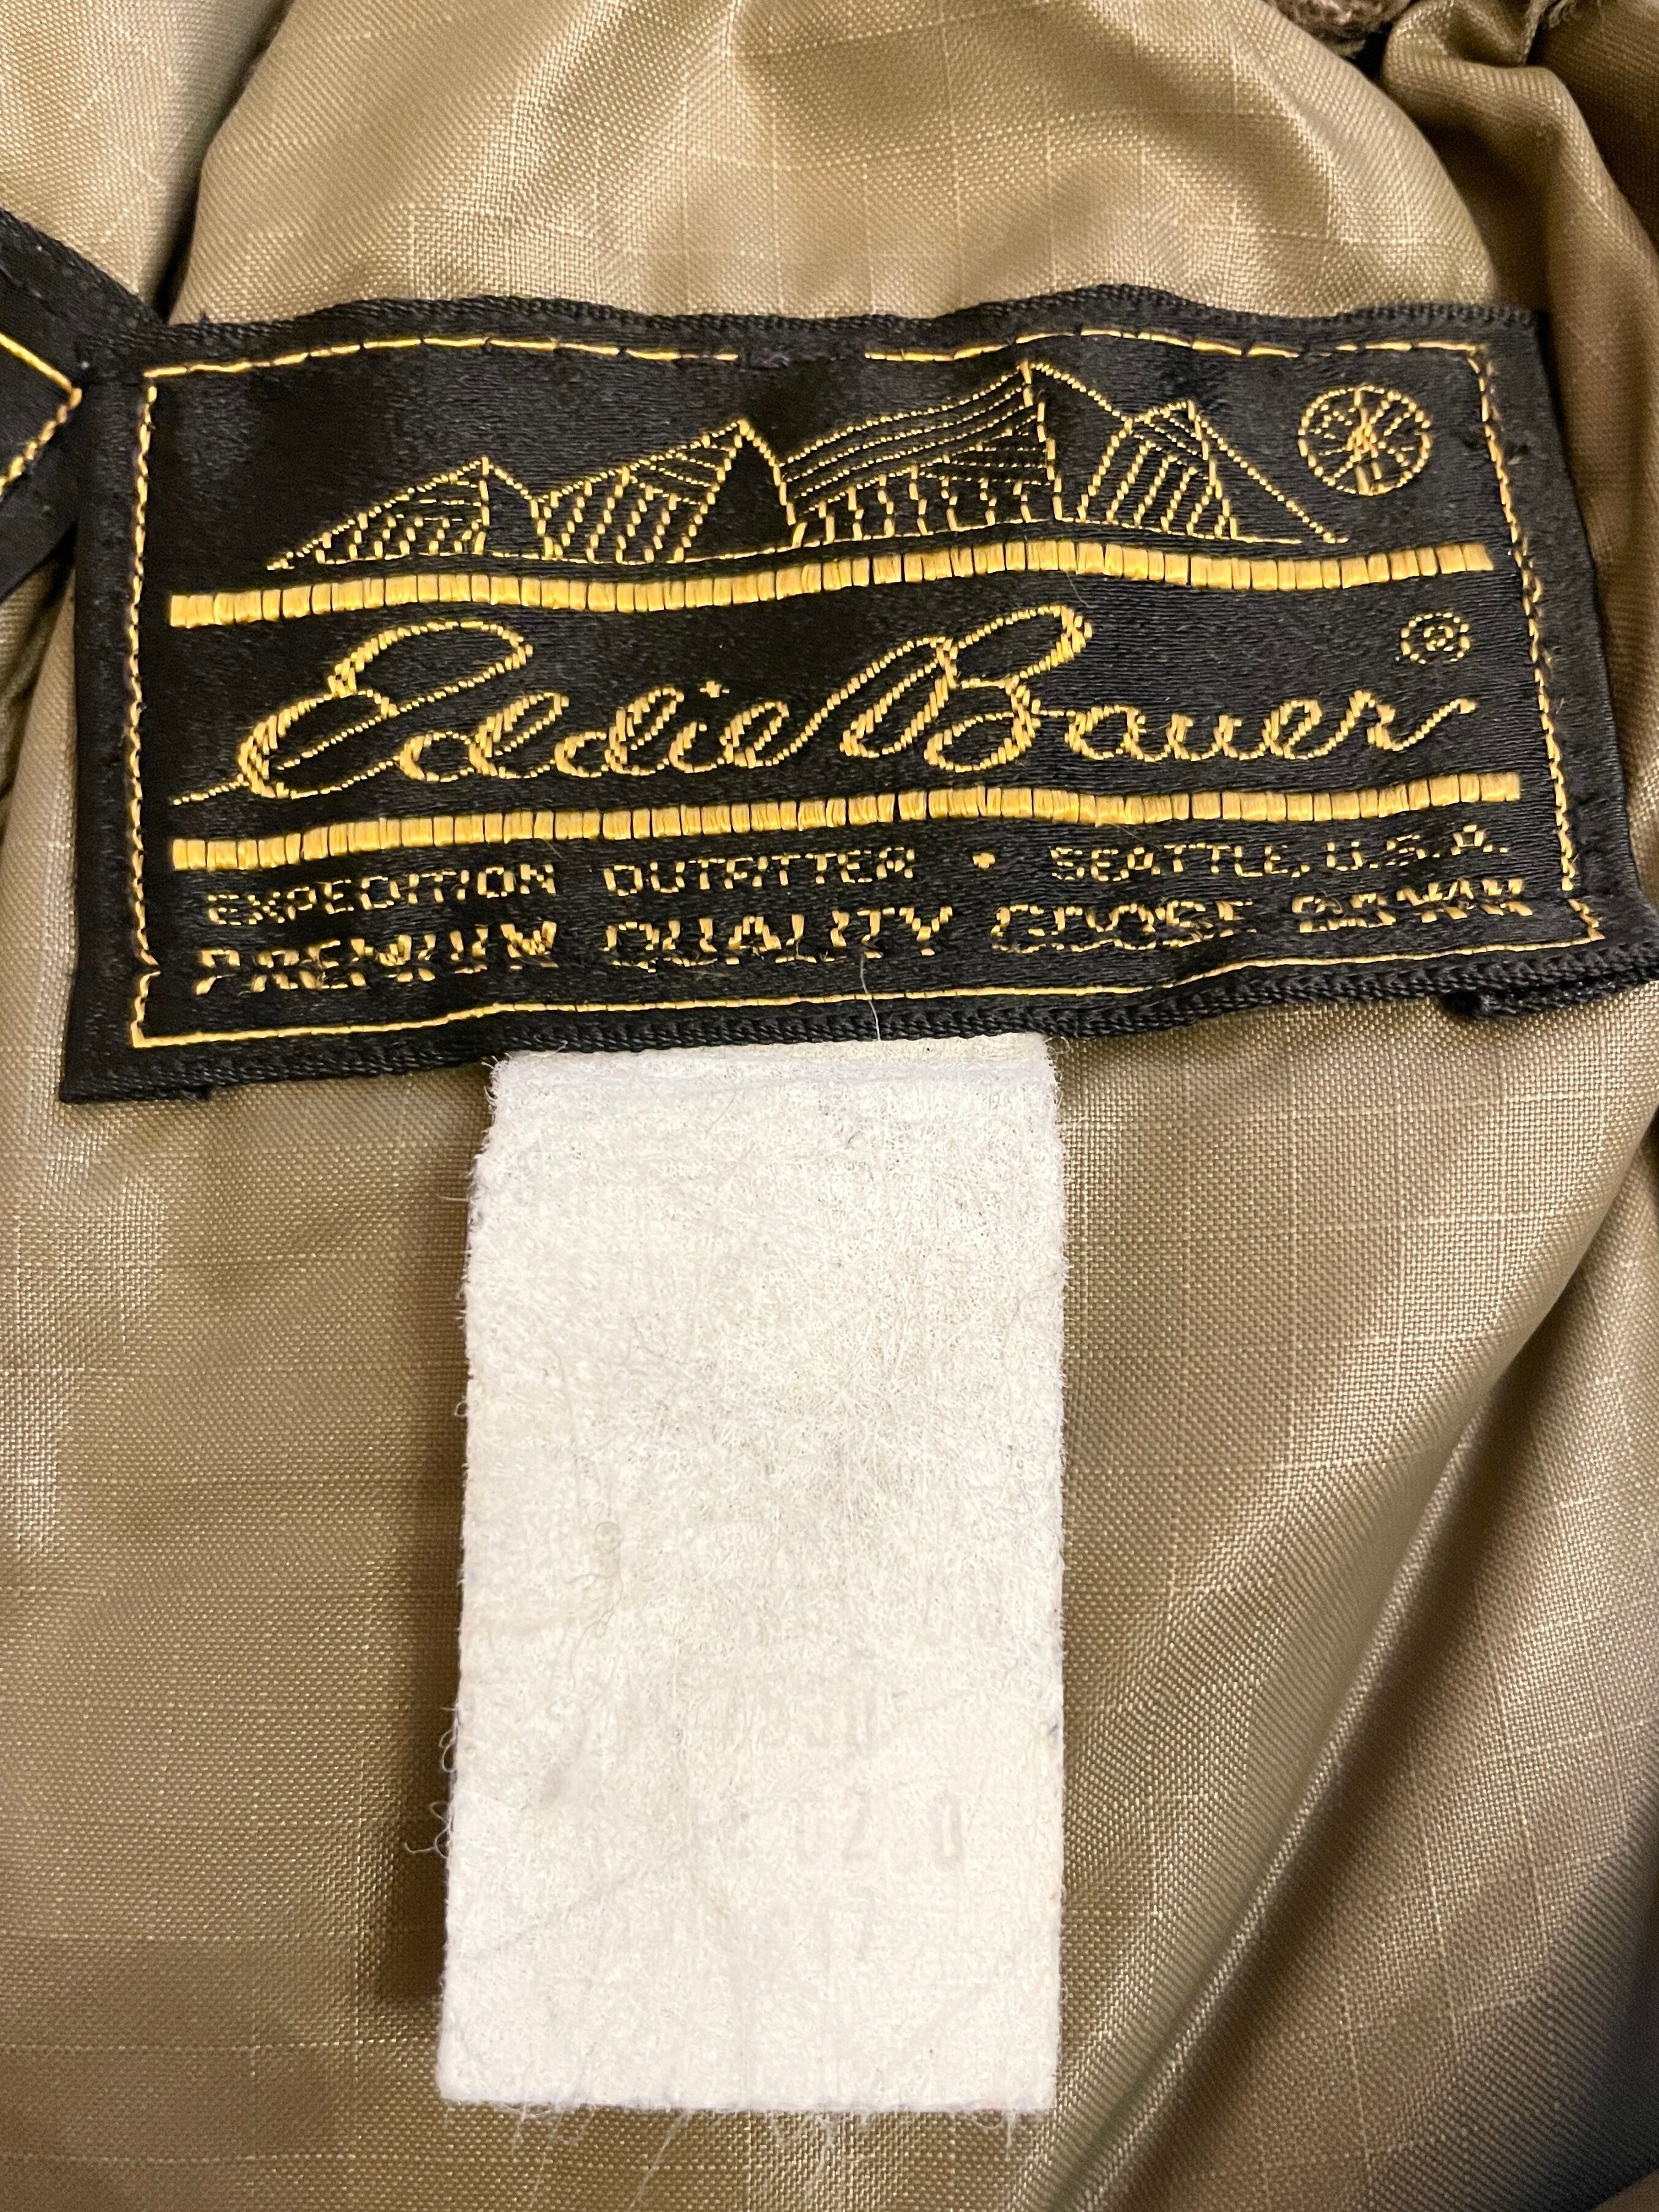 Eddie Bauer ®
EXPEDITION OUTFITTER • SEATTLE, U.S.A.
PREMIUM QUALITY GOOSE DOWN